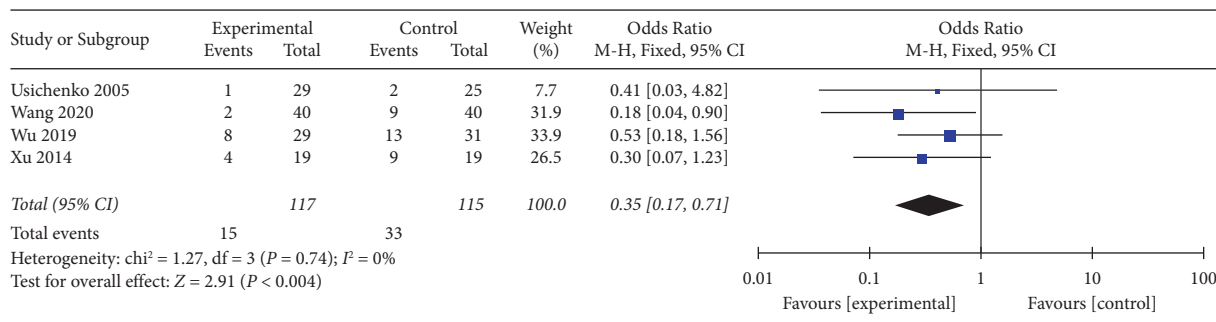 Study or Subgroup Experimental Control Weight (%) Odds Ratio M-H, Fixed, 95% CI Odds Ratio M-H, Fixed, 95% CI
Events Total Events Total
Usichenko 2005 1 29 2 25 7.7 0.41 [0.03, 4.82]
Wang 2020 2 40 9 40 31.9 0.18 [0.04, 0.90]
Wu 2019 8 29 13 31 33.9 0.53 [0.18, 1.56]
Xu 2014 4 19 9 19 26.5 0.30 [0.07, 1.23]
Total (95% CI) 117 115 100.0 0.35 [0.17, 0.71]
Total events 15 33
Heterogeneity: chi² = 1.27, df = 3 (P = 0.74); I² = 0%
Test for overall effect: Z = 2.91 (P < 0.004)
0.01 0.1 1 10 100
Favours [experimental] Favours [control]